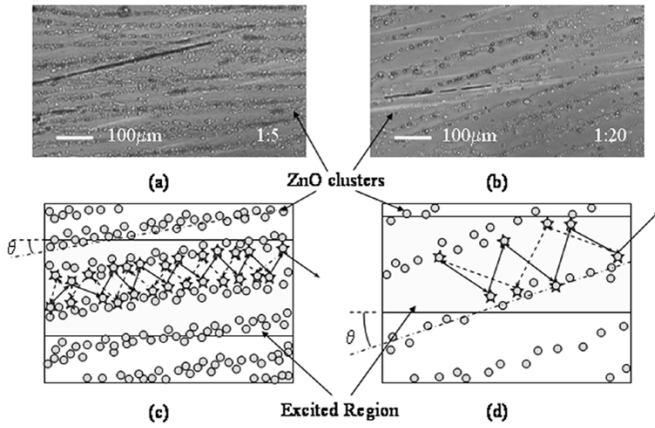 100μm 1:5
100μm 1:20
(a) (b)
ZnO clusters
θ
θ
(c) (d)
Excited Region